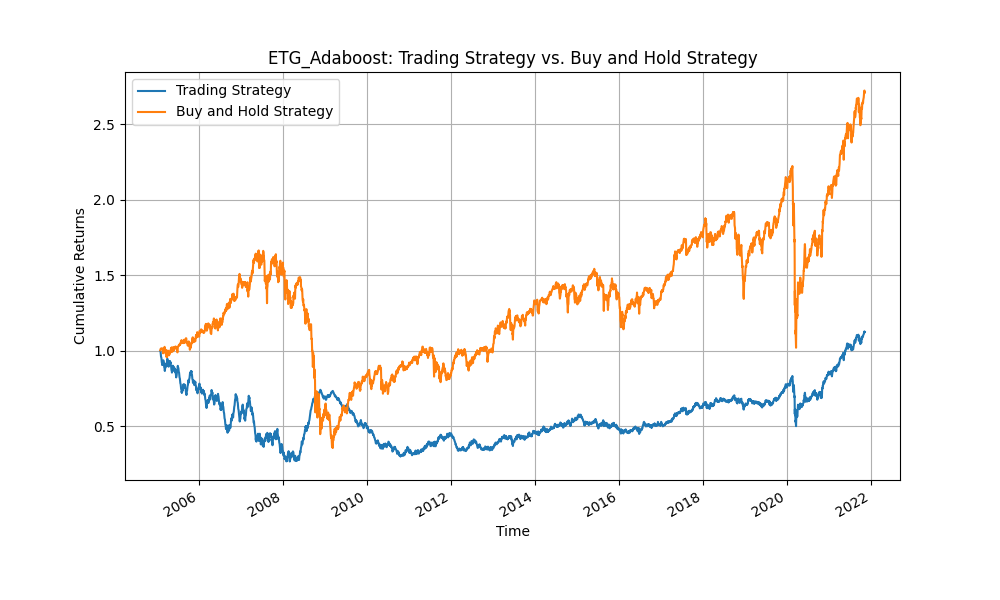 ETG_Adaboost: Trading Strategy vs. Buy and Hold Strategy
Trading Strategy
Buy and Hold Strategy
2.5
2.0
1.5
1.0
0.5
Cumulative Returns
2006
2008
2010
2012
2014
2016
2018
2020
2022
Time